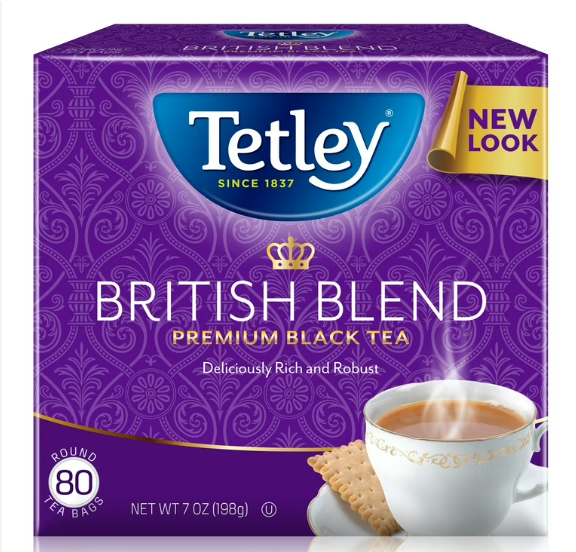 Tetley
BRITISH BLEND
Tetley®
SINCE 1837
NEW
LOOK
BRITISH BLEND
PREMIUM BLACK TEA
Deliciously Rich and Robust
ROUND
80
TEA BAGS
NET WT 7 OZ (198g) U